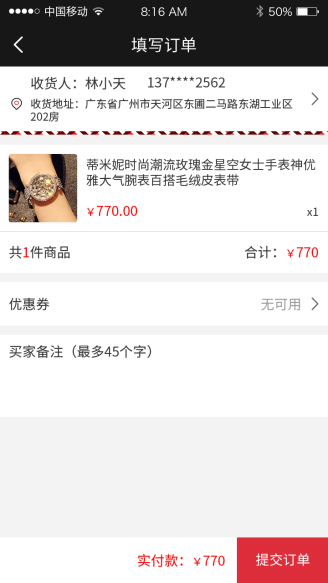 中国移动
8:16 AM
50%
填写订单
收货人：林小天 137****2562
收货地址：广东省广州市天河区东圃二马路东湖工业区
202房
蒂米妮时尚潮流玫瑰金星空女士手表神优
雅大气腕表百搭毛绒皮表带
￥770.00
x1
共1件商品
合计：￥770
优惠券
无可用
买家备注（最多45个字）
实付款：￥770
提交订单